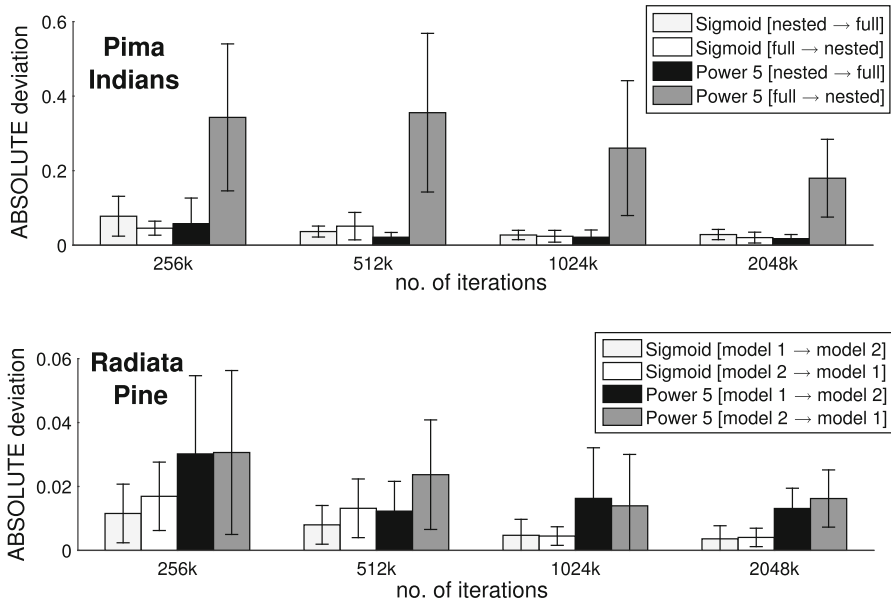 ABSOLUTE deviation
0.6
0.4
0.2
0
Pima
Indians
Sigmoid [nested → full]
Sigmoid [full → nested]
Power 5 [nested → full]
Power 5 [full → nested]
256k 512k 1024k 2048k
no. of iterations
ABSOLUTE deviation
0.06
0.04
0.02
0
Radiata
Pine
Sigmoid [model 1 → model 2]
Sigmoid [model 2 → model 1]
Power 5 [model 1 → model 2]
Power 5 [model 2 → model 1]
256k 512k 1024k 2048k
no. of iterations